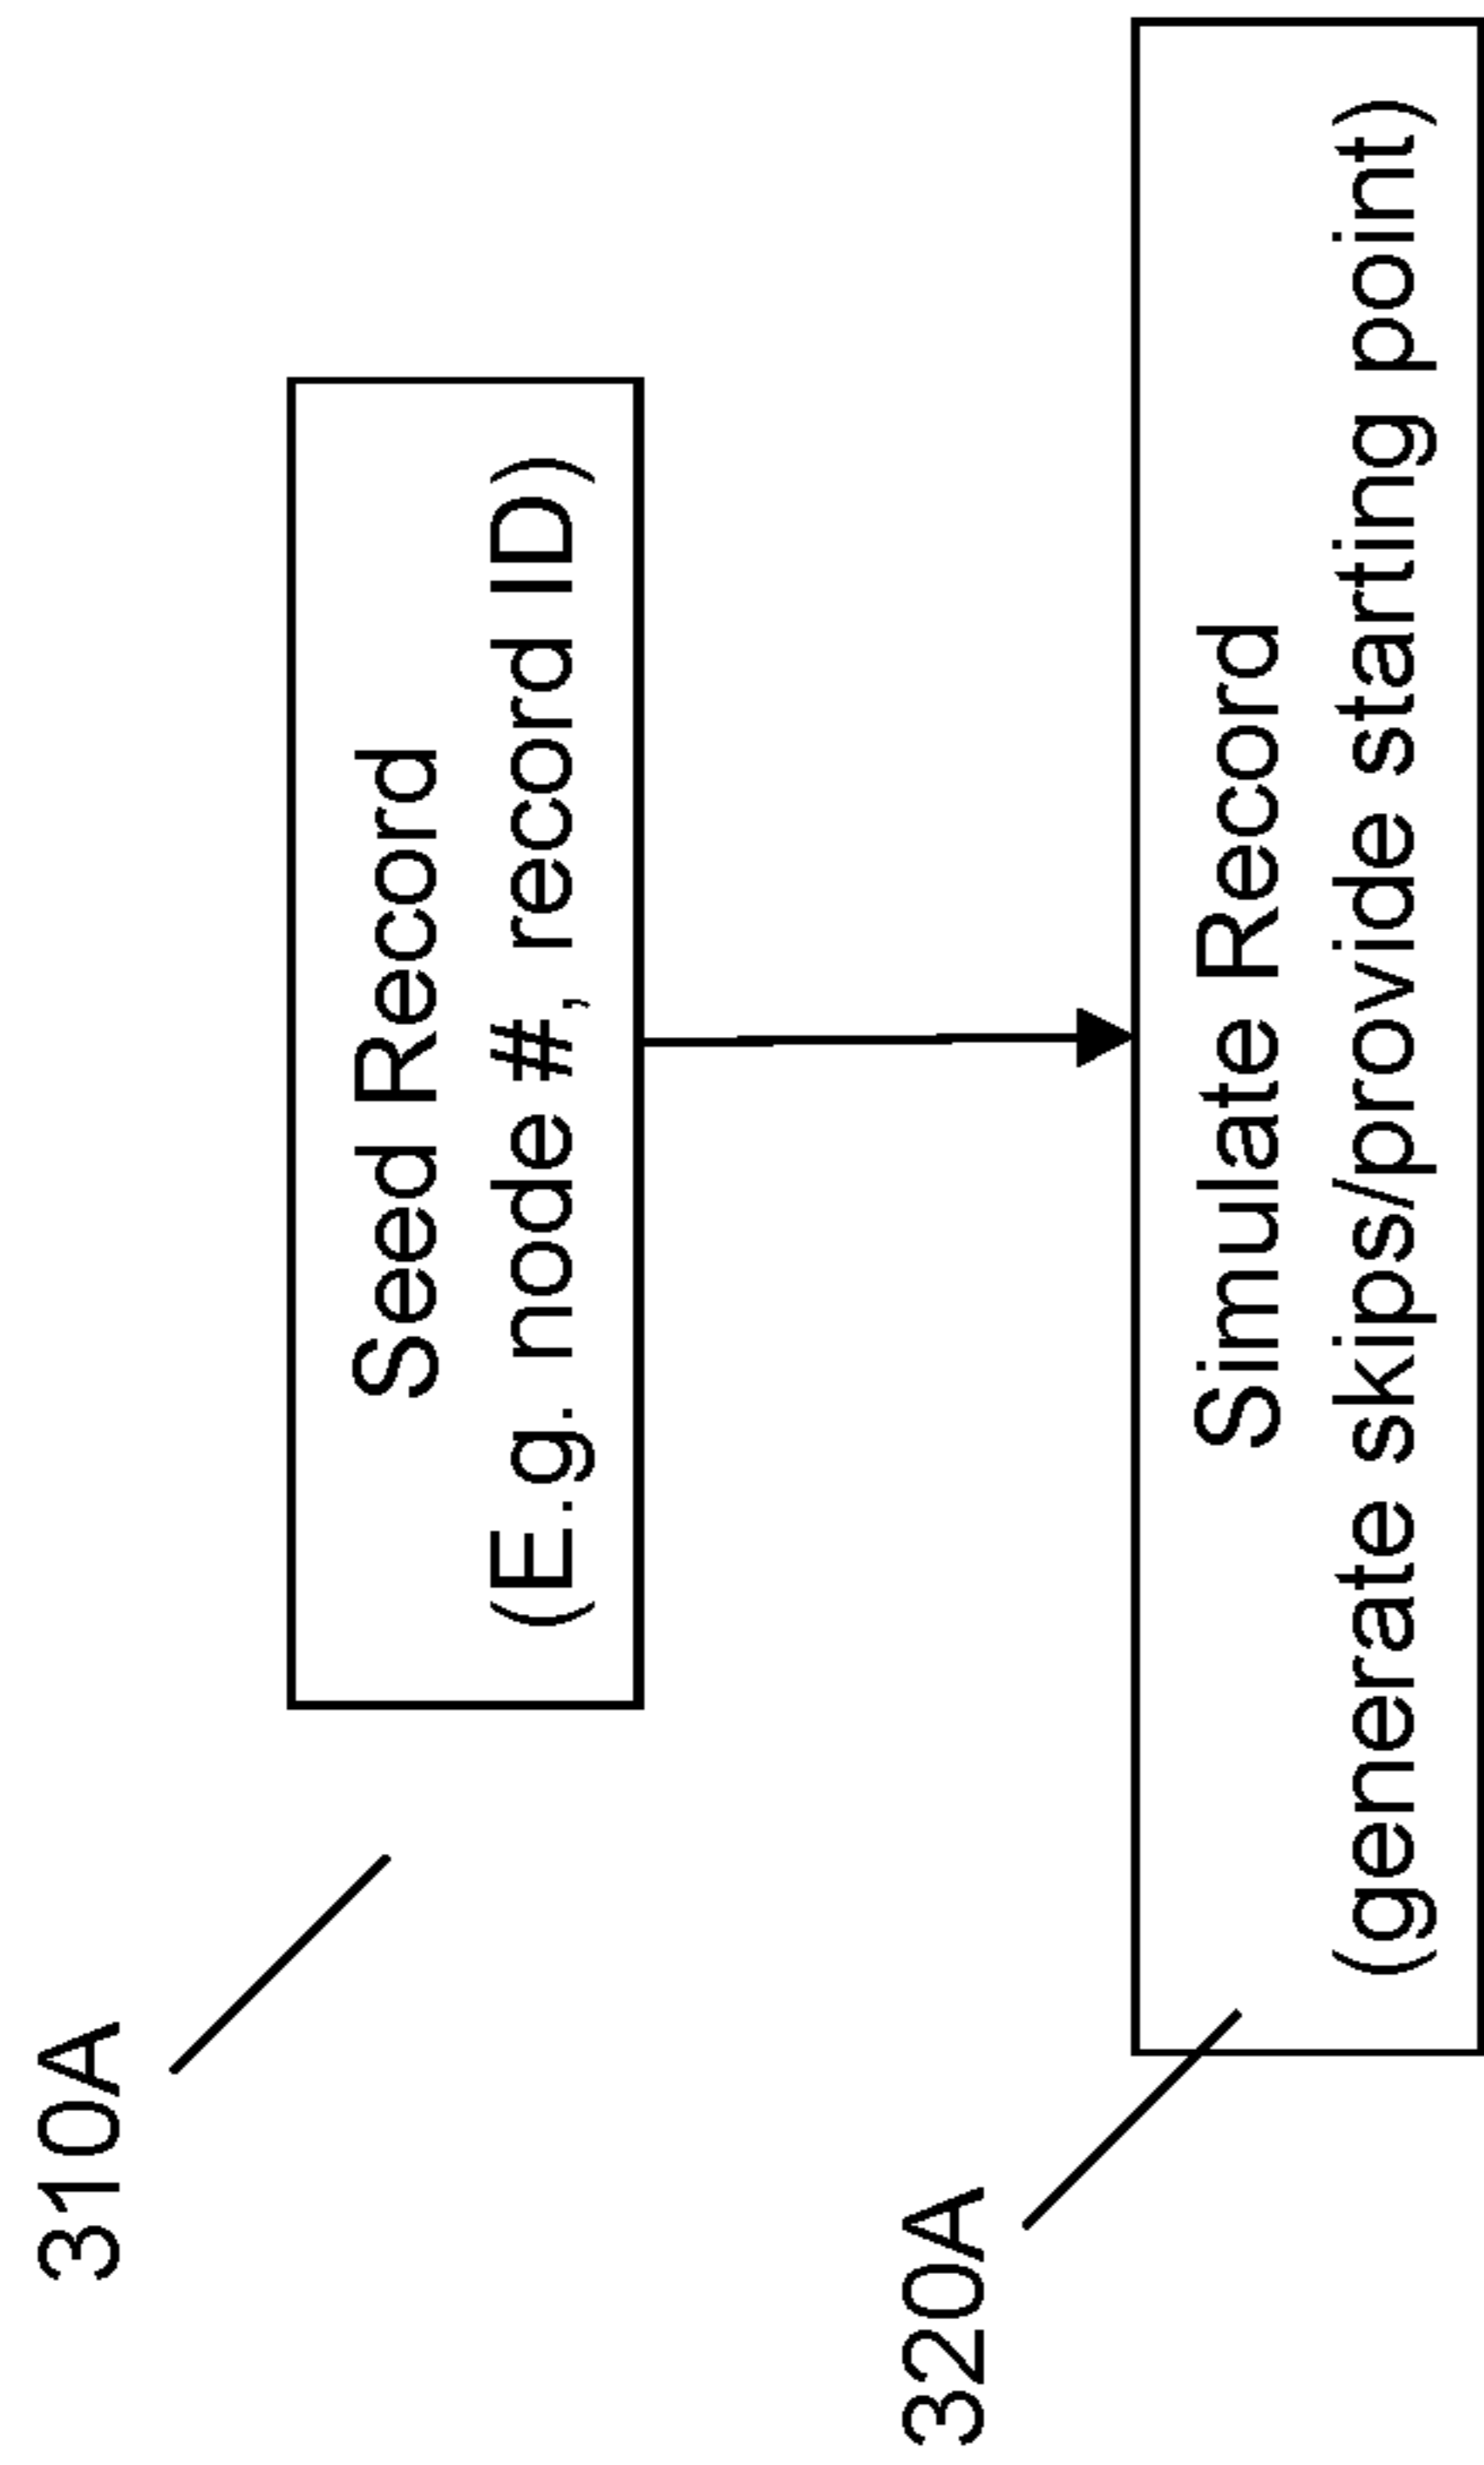 310A
Seed Record
(E.g. node #, record ID)
320A
Simulate Record
(generate skips/provide starting point)